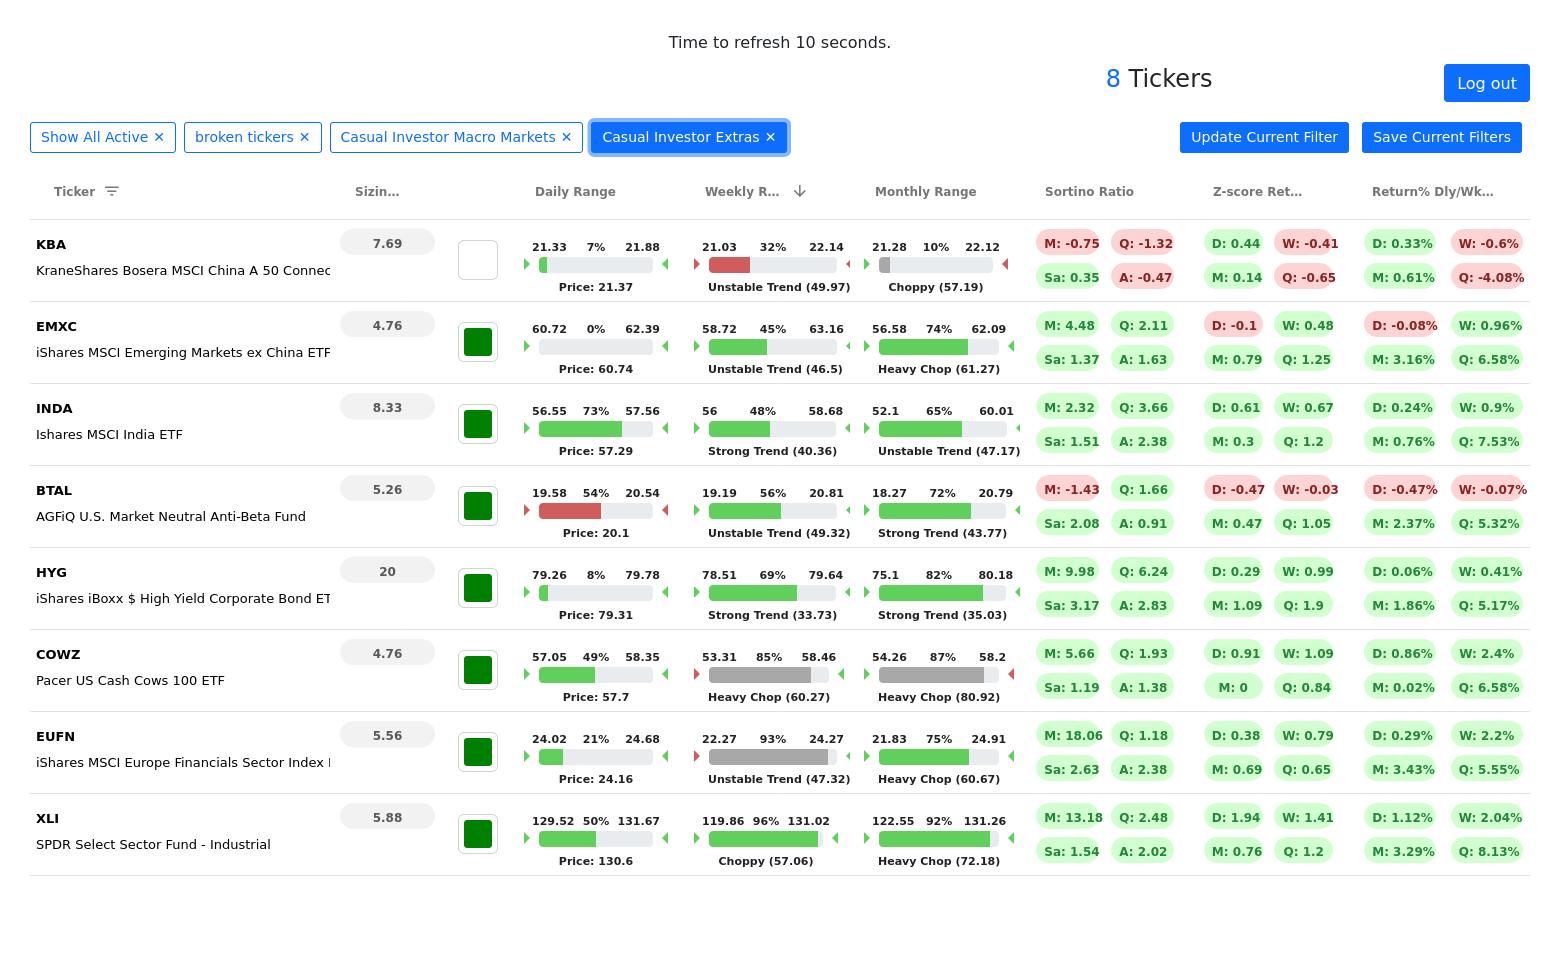 Time to refresh 10 seconds.
8 Tickers
Log out
Show All Active ✕ broken tickers ✕ Casual Investor Macro Markets ✕ Casual Investor Extras ✕ Update Current Filter Save Current Filters
Ticker Sizin... Daily Range Weekly R... Monthly Range Sortino Ratio Z-score Ret... Return% Dly/Wk...
KBA 7.69 21.33 7% 21.88 21.03 32% 22.14 21.28 10% 22.12 M: -0.75 Q: -1.32 D: 0.44 W: -0.41 D: 0.33% W: -0.6%
KraneShares Bosera MSCI China A 50 Connec Price: 21.37 Unstable Trend (49.97) Choppy (57.19) Sa: 0.35 A: -0.47 M: 0.14 Q: -0.65 M: 0.61% Q: -4.08%
EMXC 4.76 60.72 0% 62.39 58.72 45% 63.16 56.58 74% 62.09 M: 4.48 Q: 2.11 D: -0.1 W: 0.48 D: -0.08% W: 0.96%
iShares MSCI Emerging Markets ex China ETF Price: 60.74 Unstable Trend (46.5) Heavy Chop (61.27) Sa: 1.37 A: 1.63 M: 0.79 Q: 1.25 M: 3.16% Q: 6.58%
INDA 8.33 56.55 73% 57.56 56 48% 58.68 52.1 65% 60.01 M: 2.32 Q: 3.66 D: 0.61 W: 0.67 D: 0.24% W: 0.9%
Ishares MSCI India ETF Price: 57.29 Strong Trend (40.36) Unstable Trend (47.17) Sa: 1.51 A: 2.38 M: 0.3 Q: 1.2 M: 0.76% Q: 7.53%
BTAL 5.26 19.58 54% 20.54 19.19 56% 20.81 18.27 72% 20.79 M: -1.43 Q: 1.66 D: -0.47 W: -0.03 D: -0.47% W: -0.07%
AGFiQ U.S. Market Neutral Anti-Beta Fund Price: 20.1 Unstable Trend (49.32) Strong Trend (43.77) Sa: 2.08 A: 0.91 M: 0.47 Q: 1.05 M: 2.37% Q: 5.32%
HYG 20 79.26 8% 79.78 78.51 69% 79.64 75.1 82% 80.18 M: 9.98 Q: 6.24 D: 0.29 W: 0.99 D: 0.06% W: 0.41%
iShares iBoxx $ High Yield Corporate Bond ET Price: 79.31 Strong Trend (33.73) Strong Trend (35.03) Sa: 3.17 A: 2.83 M: 1.09 Q: 1.9 M: 1.86% Q: 5.17%
COWZ 4.76 57.05 49% 58.35 53.31 85% 58.46 54.26 87% 58.2 M: 5.66 Q: 1.93 D: 0.91 W: 1.09 D: 0.86% W: 2.4%
Pacer US Cash Cows 100 ETF Price: 57.7 Heavy Chop (60.27) Heavy Chop (80.92) Sa: 1.19 A: 1.38 M: 0 Q: 0.84 M: 0.02% Q: 6.58%
EUFN 5.56 24.02 21% 24.68 22.27 93% 24.27 21.83 75% 24.91 M: 18.06 Q: 1.18 D: 0.38 W: 0.79 D: 0.29% W: 2.2%
iShares MSCI Europe Financials Sector Index Price: 24.16 Unstable Trend (47.32) Heavy Chop (60.67) Sa: 2.63 A: 2.38 M: 0.69 Q: 0.65 M: 3.43% Q: 5.55%
XLI 5.88 129.52 50% 131.67 119.86 96% 131.02 122.55 92% 131.26 M: 13.18 Q: 2.48 D: 1.94 W: 1.41 D: 1.12% W: 2.04%
SPDR Select Sector Fund - Industrial Price: 130.6 Choppy (57.06) Heavy Chop (72.18) Sa: 1.54 A: 2.02 M: 0.76 Q: 1.2 M: 3.29% Q: 8.13%